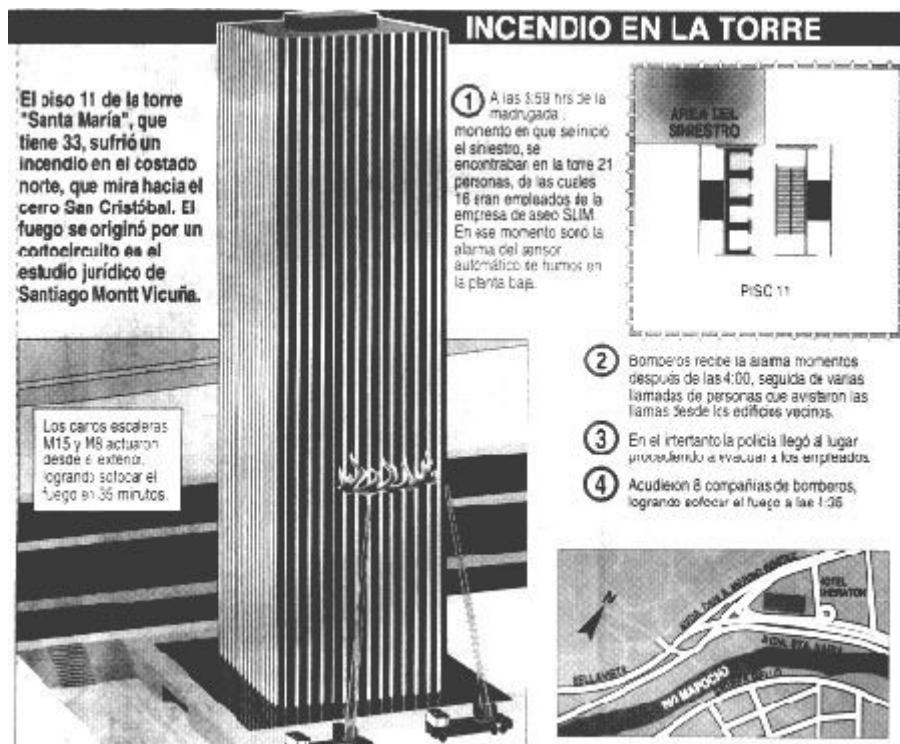 INCENDIO EN LA TORRE
El piso 11 de la torre
"Santa María", que
tiene 33, sufrió un
incendio en el costado
norte, que mira hacia el
cerro San Cristóbal. El
fuego se originó por un
cortocircuito en el
estudio jurídico de
Santiago Montt Vicuña.
1 A las 3:59 hrs de la
madrugada,
momento en que se inició
el siniestro, se
encontraban en la torre 21
personas, de las cuales
16 eran empleados de la
empresa de aseo SLIM.
En ese momento sonó la
alarma del sensor
automático de humos en
la planta baja.
AREA DEL
SINIESTRO
PISO 11
2 Bomberos recibe la alarma momentos
después de las 4:00, seguida de varias
llamadas de personas que avistaron las
llamas desde los edificios vecinos.
3 En el intertanto la policía llegó al lugar
procediendo a evacuar a los empleados.
4 Acudieron 8 compañías de bomberos,
logrando sofocar el fuego a las 4:35
Los carros escaleras
M15 y M8 actuaron
desde el exterior,
logrando sofocar el
fuego en 35 minutos.
N
HOTEL
SHERATON
AVDA. STA. MARIA
BELLAVISTA
RIO MAPOCHO